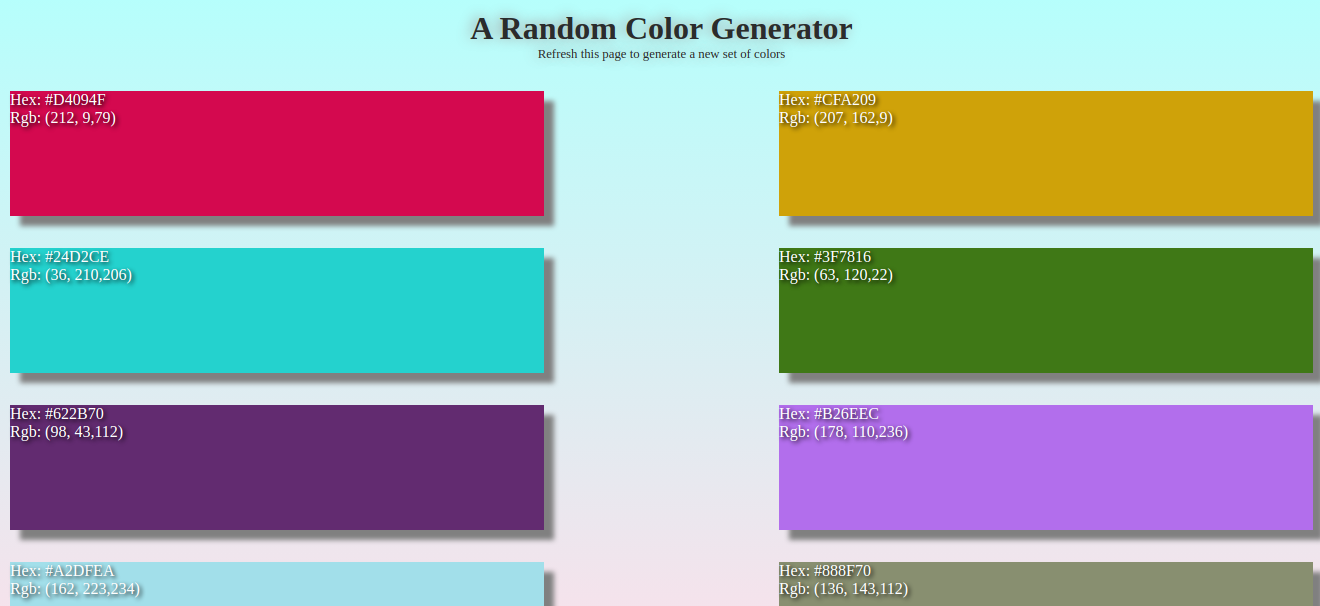 A Random Color Generator
Refresh this page to generate a new set of colors
Hex: #D4094F
Rgb: (212, 9,79)
Hex: #CFA209
Rgb: (207, 162,9)
Hex: #24D2CE
Rgb: (36, 210,206)
Hex: #3F7816
Rgb: (63, 120,22)
Hex: #622B70
Rgb: (98, 43,112)
Hex: #B26EEC
Rgb: (178, 110,236)
Hex: #A2DFEA
Rgb: (162, 223,234)
Hex: #888F70
Rgb: (136, 143,112)